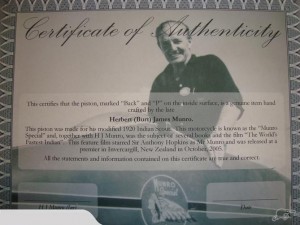 Certificate of Authenticity
This certifies that the piston, marked "Back" and "P" on the inside surface, is a genuine item hand
crafted by the late
Herbert (Burt) James Munro.
This piston was made for his modified 1920 Indian Scout. This motorcycle is known as the "Munro
Special" and, together with H J Munro, was the subject of several books and the film "The World's
Fastest Indian". This feature film starred Sir Anthony Hopkins as Mr Munro and was released at a
premier in Invercargill, New Zealand in October, 2005.
All the statements and information contained on this certificate are true and correct.
Date